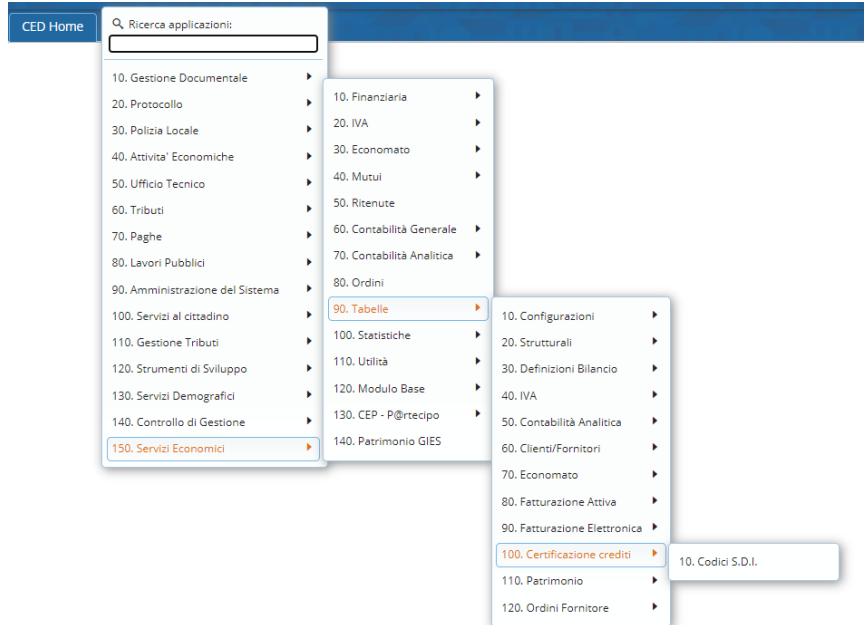 CED Home
Ricerca applicazioni:
10. Gestione Documentale
20. Protocollo
30. Polizia Locale
40. Attivita' Economiche
50. Ufficio Tecnico
60. Tributi
70. Paghe
80. Lavori Pubblici
90. Amministrazione del Sistema
100. Servizi al cittadino
110. Gestione Tributi
120. Strumenti di Sviluppo
130. Servizi Demografici
140. Controllo di Gestione
150. Servizi Economici
10. Finanziaria
20. IVA
30. Economato
40. Mutui
50. Ritenute
60. Contabilità Generale
70. Contabilità Analitica
80. Ordini
90. Tabelle
100. Statistiche
110. Utilità
120. Modulo Base
130. CEP - P@rtecipo
140. Patrimonio GIES
10. Configurazioni
20. Strutturali
30. Definizioni Bilancio
40. IVA
50. Contabilità Analitica
60. Clienti/Fornitori
70. Economato
80. Fatturazione Attiva
90. Fatturazione Elettronica
100. Certificazione crediti
110. Patrimonio
120. Ordini Fornitore
10. Codici S.D.I.